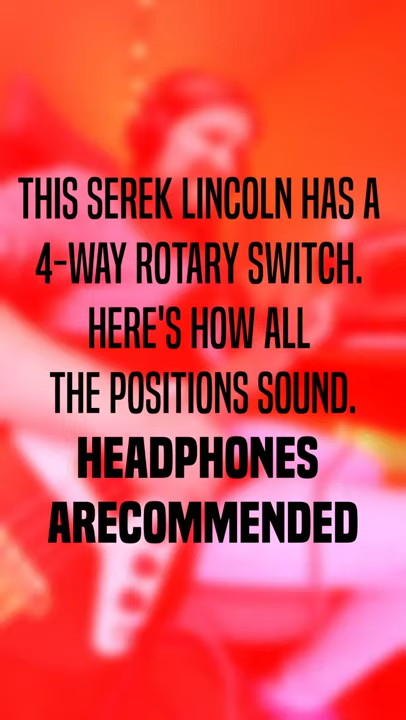 THIS SEREK LINCOLN HAS A
4-WAY ROTARY SWITCH.
HERE'S HOW ALL
THE POSITIONS SOUND.
HEADPHONES
ARECOMMENDED